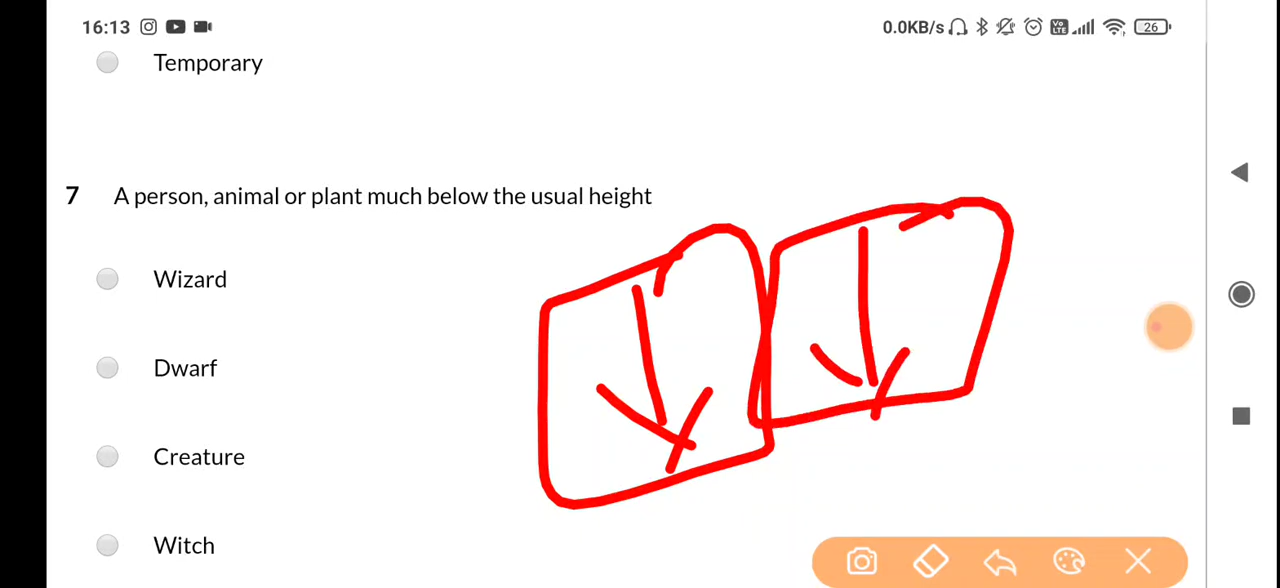 16:13 0.0KB/s 26
Temporary
7 A person, animal or plant much below the usual height
Wizard
Dwarf
Creature
Witch